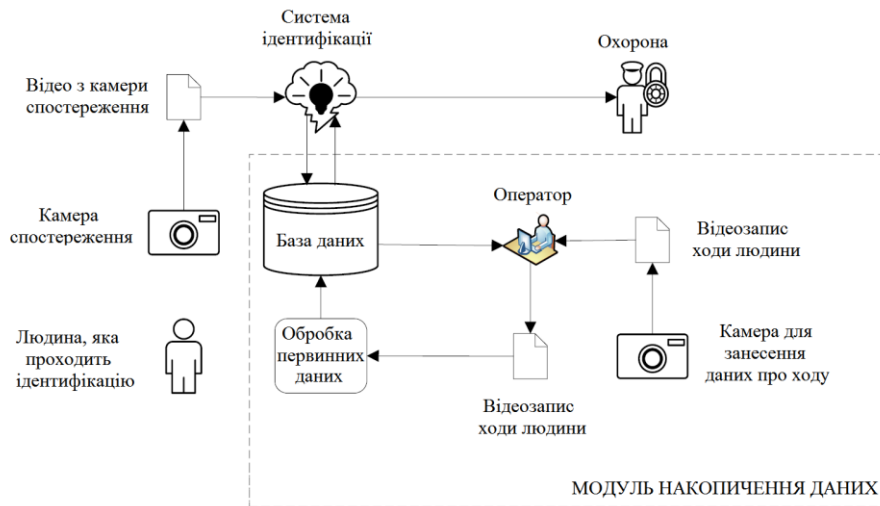 Система
ідентифікації
Охорона
Відео з камери
спостереження
Камера
спостереження
База даних
Оператор
Відеозапис
ходи людини
Людина, яка
проходить
ідентифікацію
Обробка
первинних
даних
Камера для
занесення
даних про ходу
Відеозапис
ходи людини
МОДУЛЬ НАКОПИЧЕННЯ ДАНИХ